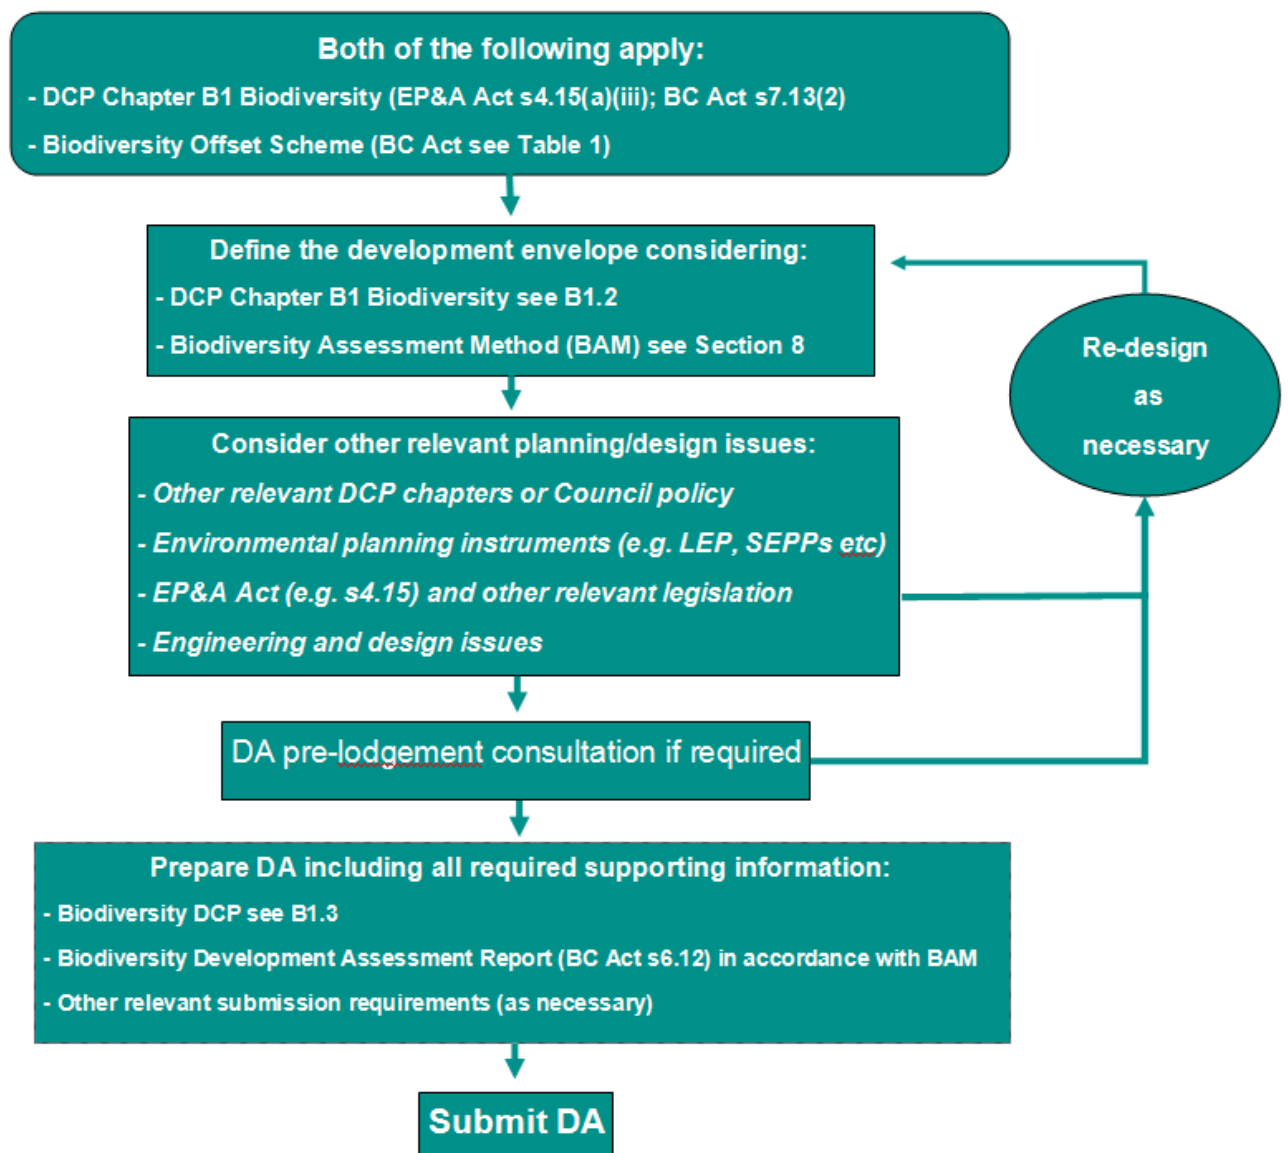 Both of the following apply:
- DCP Chapter B1 Biodiversity (EP&A Act s4.15(a)(iii); BC Act s7.13(2)
- Biodiversity Offset Scheme (BC Act see Table 1)
Define the development envelope considering:
- DCP Chapter B1 Biodiversity see B1.2
- Biodiversity Assessment Method (BAM) see Section 8
Re-design
as
necessary
Consider other relevant planning/design issues:
- Other relevant DCP chapters or Council policy
- Environmental planning instruments (e.g. LEP, SEPPs etc)
- EP&A Act (e.g. s4.15) and other relevant legislation
- Engineering and design issues
DA pre-lodgement consultation if required
Prepare DA including all required supporting information:
- Biodiversity DCP see B1.3
- Biodiversity Development Assessment Report (BC Act s6.12) in accordance with BAM
- Other relevant submission requirements (as necessary)
Submit DA